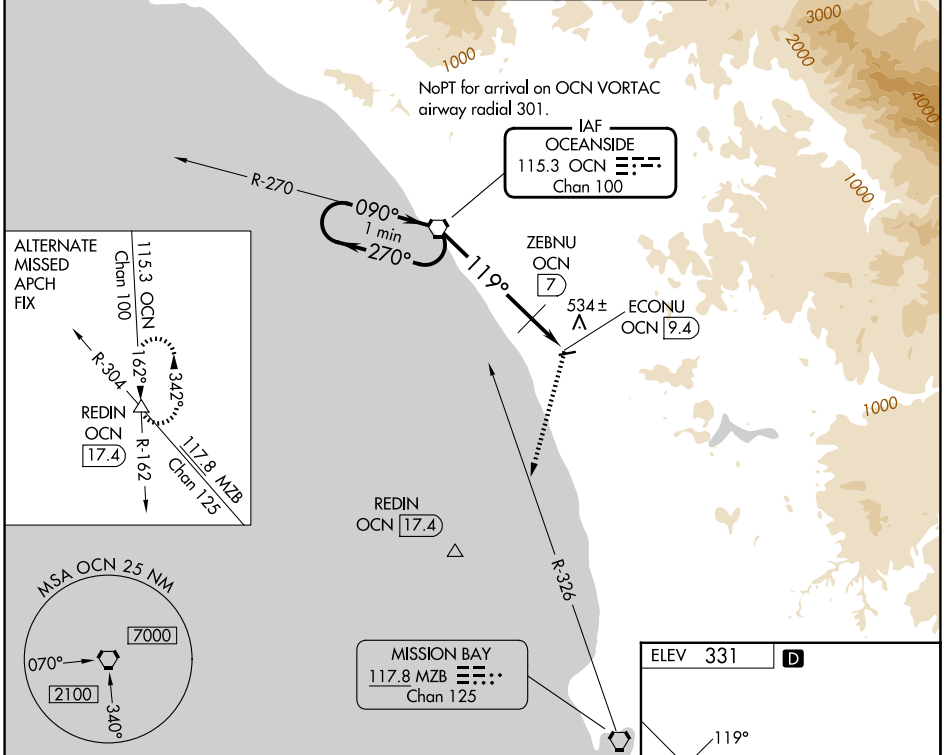 3000
2000
1000
4000
NoPT for arrival on OCN VORTAC
airway radial 301.
IAF
OCEANSIDE
115.3 OCN
Chan 100
1000
R-270
090°
1 min
270°
119°
ZEBNU
OCN
7
534±
ECONU
OCN 9.4
1000
ALTERNATE
MISSED
APCH
FIX
115.3 OCN
Chan 100
R-304
162°
342°
REDIN
OCN
17.4
R-162
117.8 MZB
Chan 125
REDIN
OCN 17.4
R-326
MSA OCN 25 NM
7000
070°
2100
340°
MISSION BAY
117.8 MZB
Chan 125
ELEV 331 D
119°